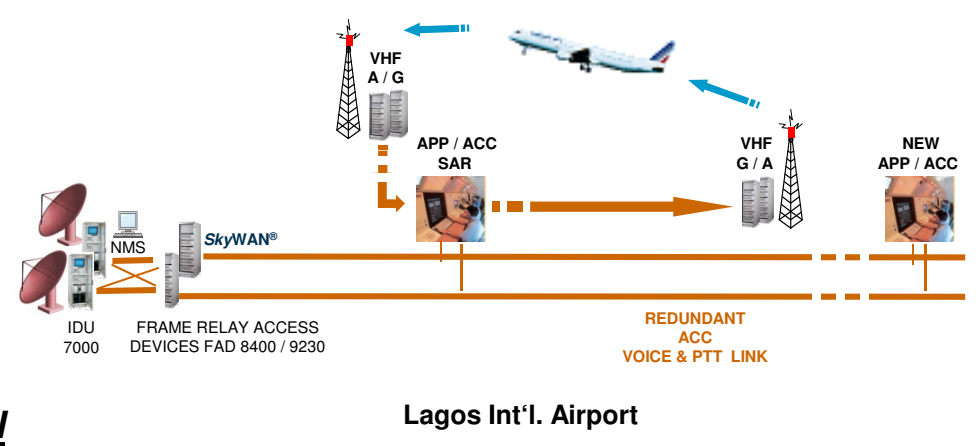 VHF
A / G
APP / ACC
SAR
VHF
G / A
NEW
APP / ACC
NMS
SkyWAN®
IDU
7000
FRAME RELAY ACCESS
DEVICES FAD 8400 / 9230
REDUNDANT
ACC
VOICE & PTT LINK
Lagos Int‘l. Airport